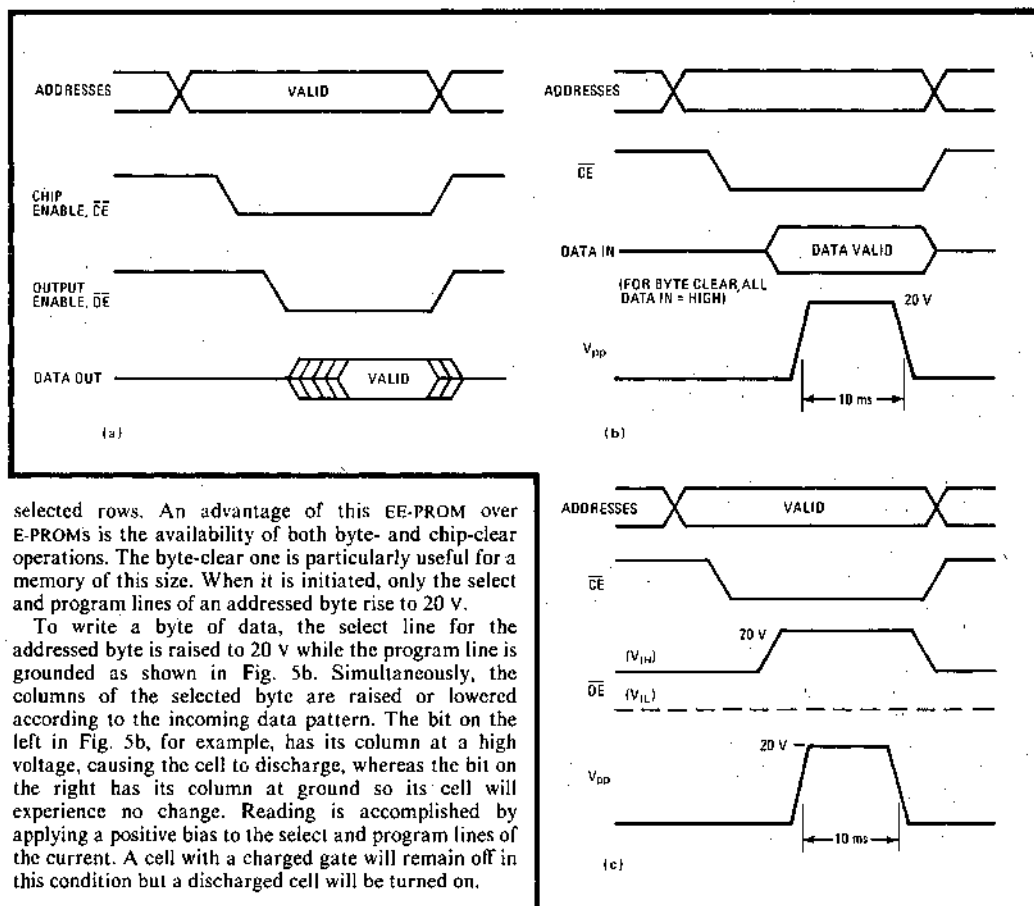 ADDRESSES
VALID
CHIP
ENABLE, CE
OUTPUT
ENABLE, OE
DATA OUT
VALID
(a)
ADDRESSES
CE
DATA IN
DATA VALID
(FOR BYTE CLEAR, ALL
DATA IN = HIGH)
20 V
Vpp
10 ms
(b)
selected rows. An advantage of this EE-PROM over
E-PROMs is the availability of both byte- and chip-clear
operations. The byte-clear one is particularly useful for a
memory of this size. When it is initiated, only the select
and program lines of an addressed byte rise to 20 V.
To write a byte of data, the select line for the
addressed byte is raised to 20 V while the program line is
grounded as shown in Fig. 5b. Simultaneously, the
columns of the selected byte are raised or lowered
according to the incoming data pattern. The bit on the
left in Fig. 5b, for example, has its column at a high
voltage, causing the cell to discharge, whereas the bit on
the right has its column at ground so its cell will
experience no change. Reading is accomplished by
applying a positive bias to the select and program lines of
the current. A cell with a charged gate will remain off in
this condition but a discharged cell will be turned on.
ADDRESSES
VALID
CE
20 V
(VIH)
OE
(VIL)
20 V
Vpp
10 ms
(c)